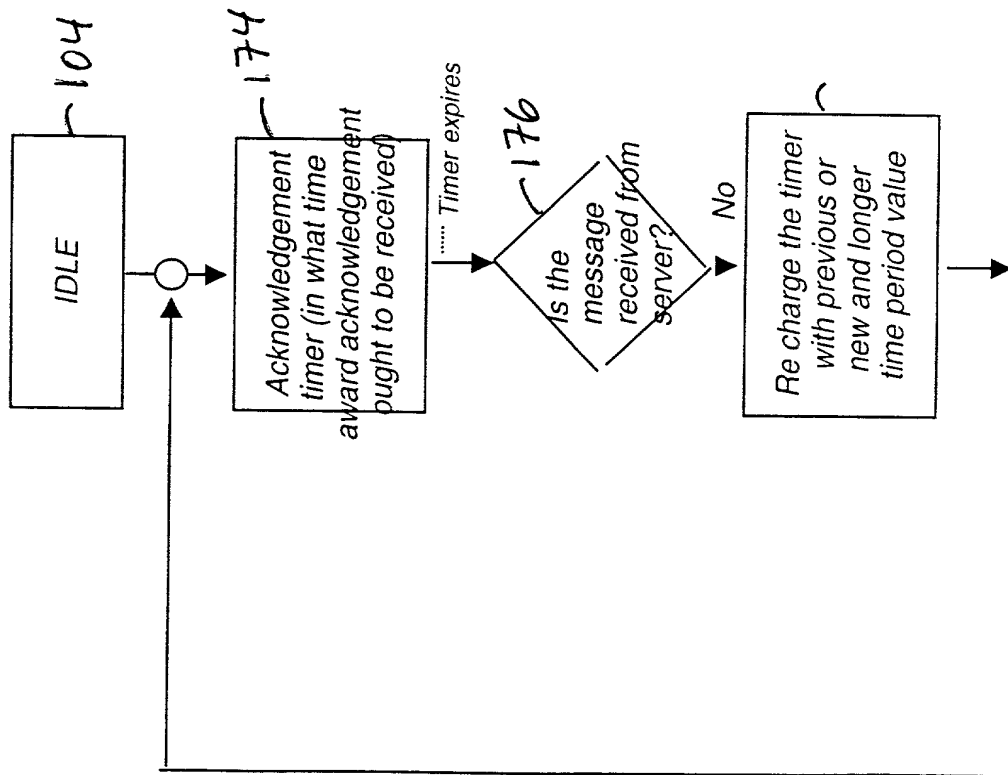 104
IDLE
174
Acknowledgement
timer (in what time
award acknowledgement
ought to be received)
Timer expires
176
Is the
message
received from
server?
No
Re charge the timer
with previous or
new and longer
time period value